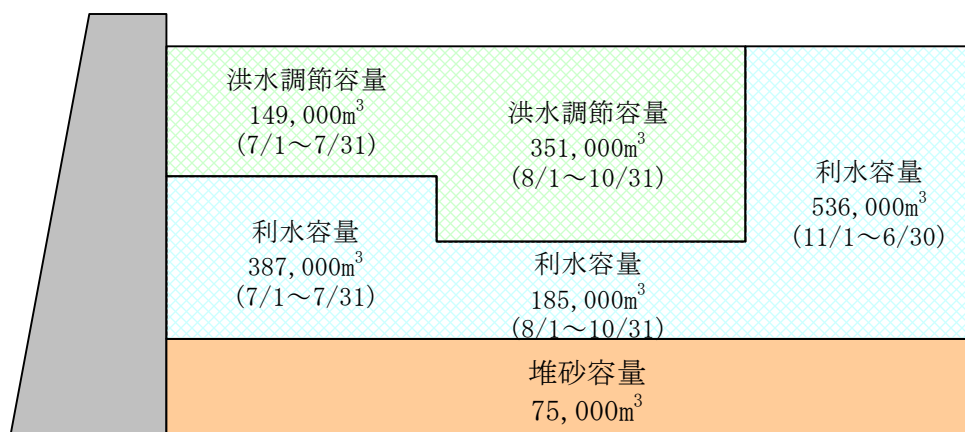 洪水調節容量
149,000m³
(7/1～7/31)
洪水調節容量
351,000m³
(8/1～10/31)
利水容量
536,000m³
(11/1～6/30)
利水容量
387,000m³
(7/1～7/31)
利水容量
185,000m³
(8/1～10/31)
堆砂容量
75,000m³